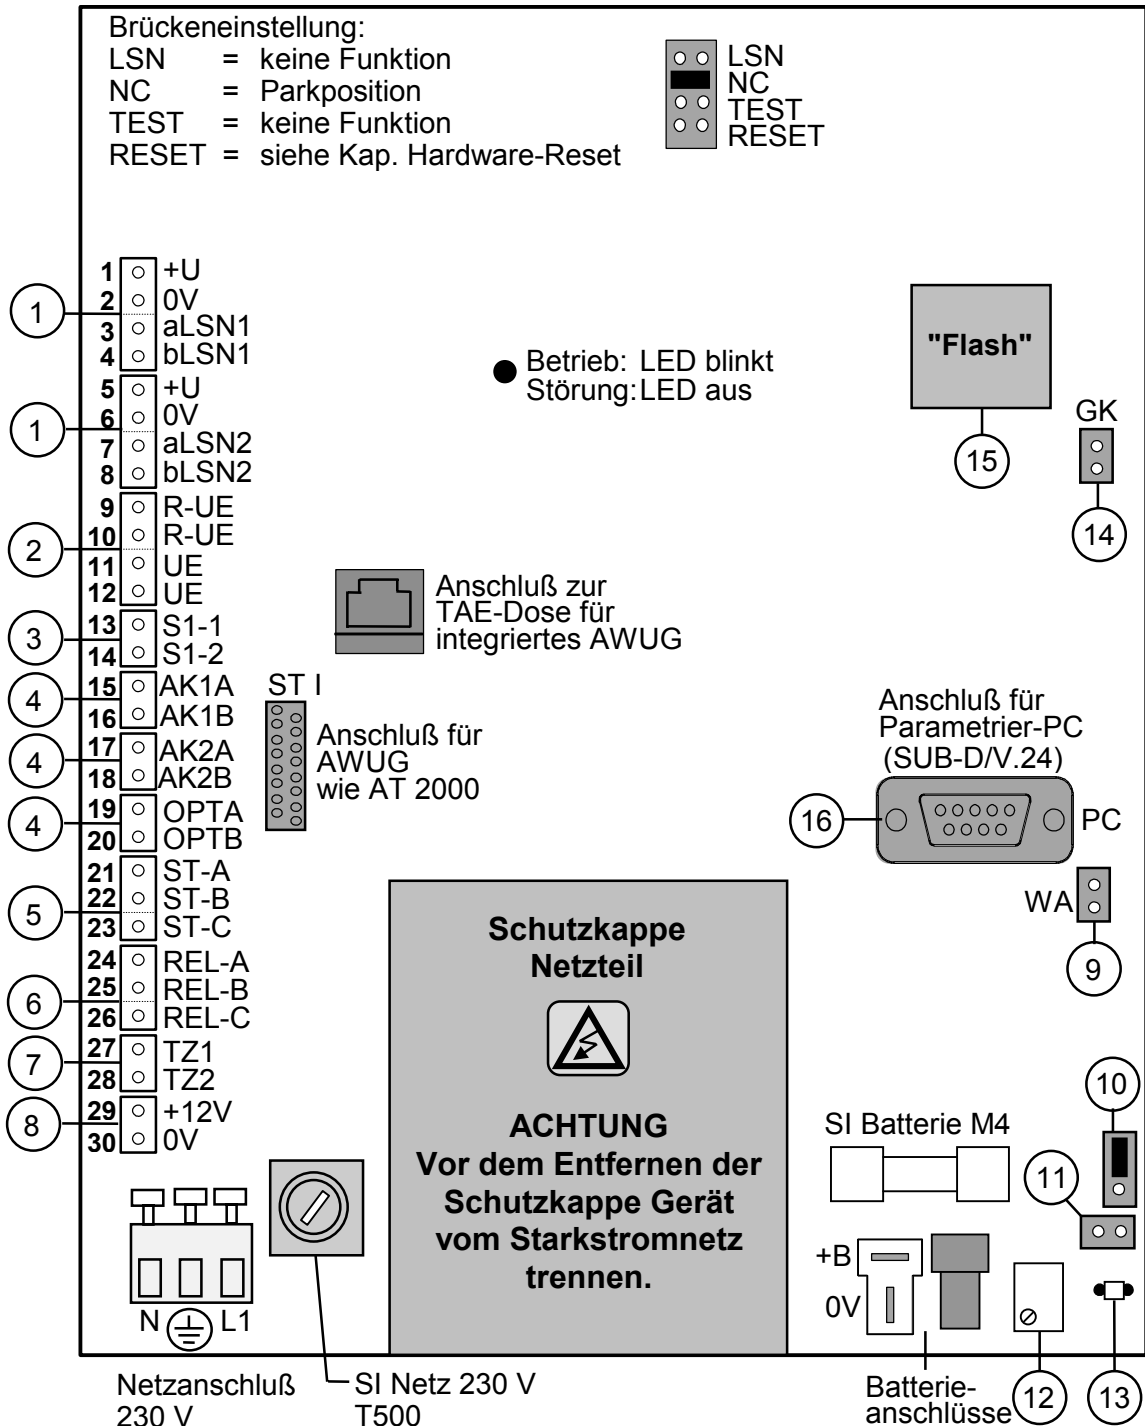 Brückeneinstellung:
LSN = keine Funktion
NC = Parkposition
TEST = keine Funktion
RESET = siehe Kap. Hardware-Reset
LSN
NC
TEST
RESET
1
1 +U
2 0V
3 aLSN1
4 bLSN1
1
5 +U
6 0V
7 aLSN2
8 bLSN2
2
9 R-UE
10 R-UE
11 UE
12 UE
3
13 S1-1
14 S1-2
4
15 AK1A
16 AK1B
4
17 AK2A
18 AK2B
4
19 OPTA
20 OPTB
5
21 ST-A
22 ST-B
23 ST-C
6
24 REL-A
25 REL-B
26 REL-C
7
27 TZ1
28 TZ2
8
29 +12V
30 0V
Betrieb: LED blinkt
Störung: LED aus
"Flash"
15
GK
14
Anschluß zur
TAE-Dose für
integriertes AWUG
ST I
Anschluß für
AWUG
wie AT 2000
Anschluß für
Parametrier-PC
(SUB-D/V.24)
16
PC
WA
9
Schutzkappe
Netzteil
ACHTUNG
Vor dem Entfernen der
Schutzkappe Gerät
vom Starkstromnetz
trennen.
10
SI Batterie M4
11
+B
0V
N L1
Netzanschluß
230 V
SI Netz 230 V
T500
Batterie-
anschlüsse
12
13